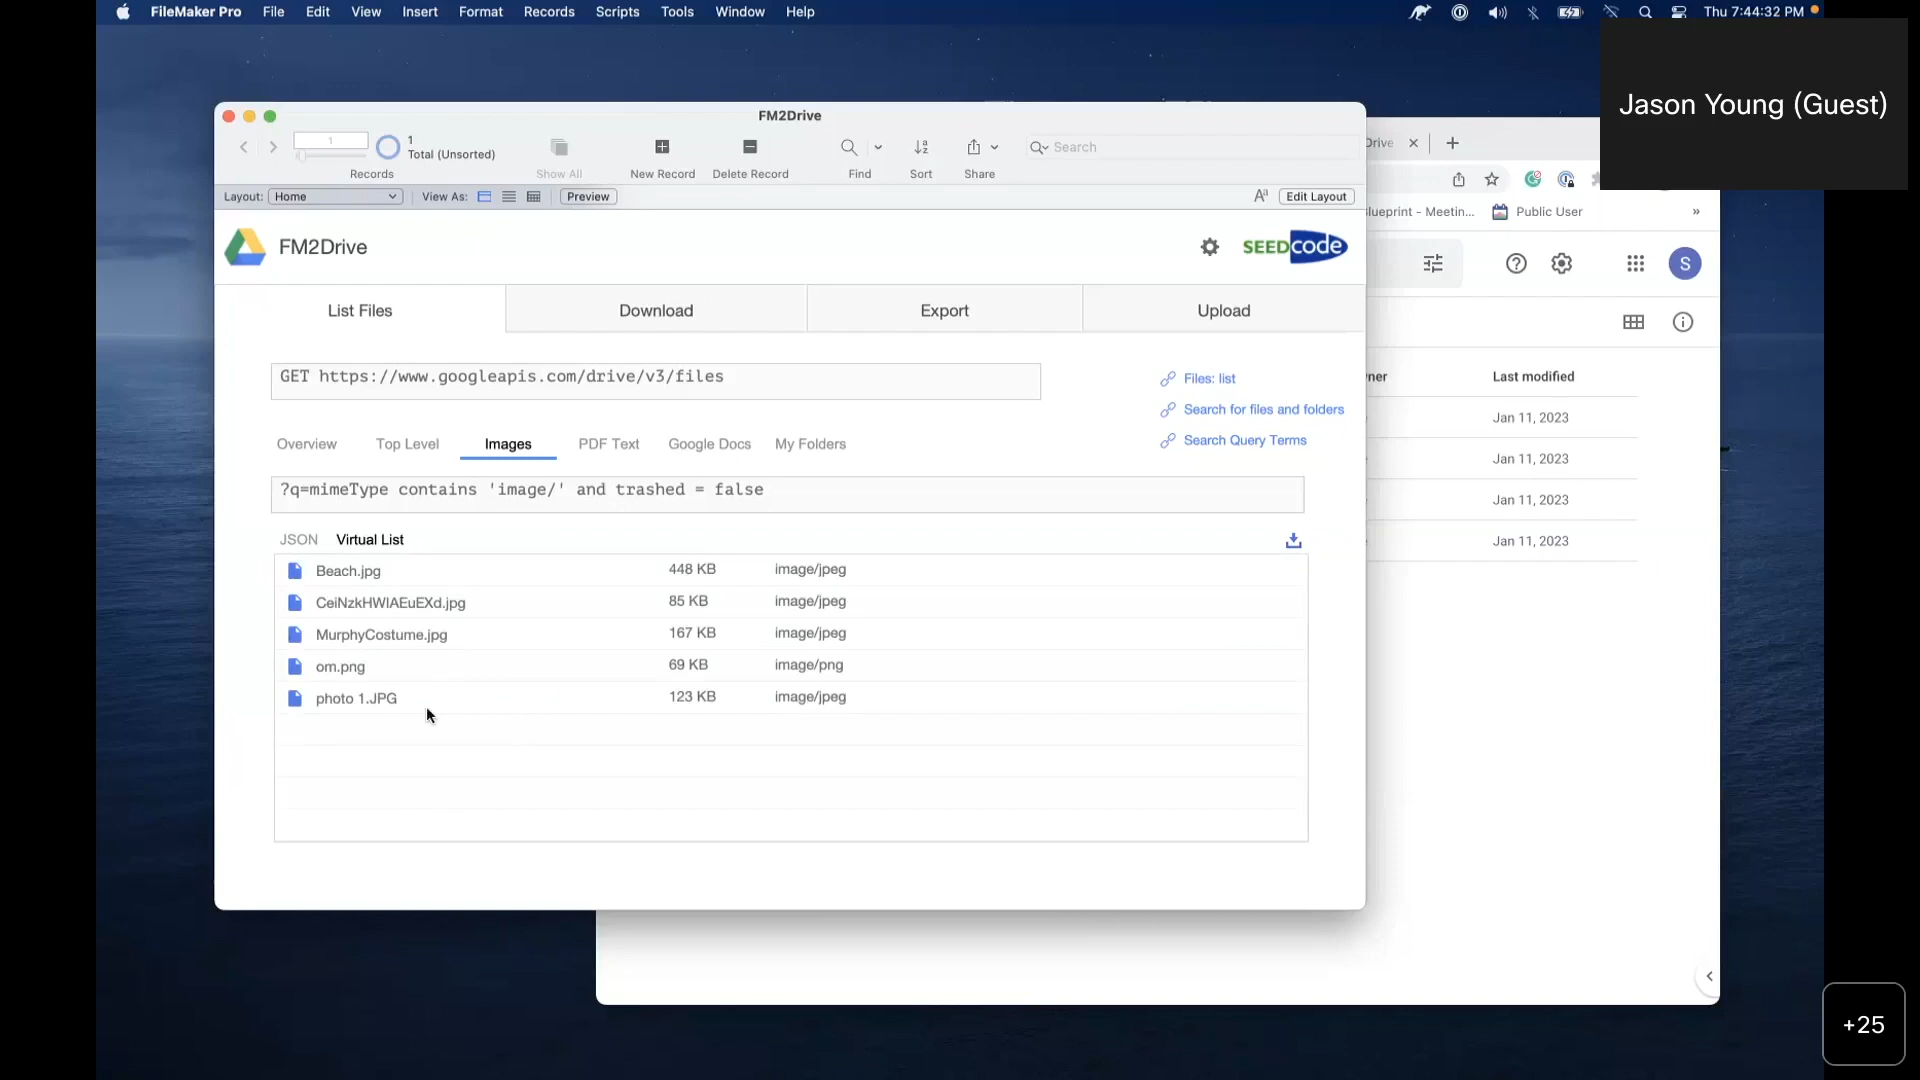 FileMaker Pro File Edit View Insert Format Records Scripts Tools Window Help
Thu 7:44:32 PM
Jason Young (Guest)
FM2Drive
1
1
Total (Unsorted)
Search
Records
Show All
New Record
Delete Record
Find
Sort
Share
Layout: Home View As: Preview
Edit Layout
FM2Drive
SEEDcode
List Files Download Export Upload
GET https://www.googleapis.com/drive/v3/files
Files: list
Search for files and folders
Search Query Terms
Overview Top Level Images PDF Text Google Docs My Folders
?q=mimeType contains 'image/' and trashed = false
JSON Virtual List
Beach.jpg 448 KB image/jpeg
CeiNzkHWlAEuEXd.jpg 85 KB image/jpeg
MurphyCostume.jpg 167 KB image/jpeg
om.png 69 KB image/png
photo 1.JPG 123 KB image/jpeg
Drive
lueprint - Meetin...
Public User
»
S
ner
Last modified
Jan 11, 2023
Jan 11, 2023
Jan 11, 2023
Jan 11, 2023
+25